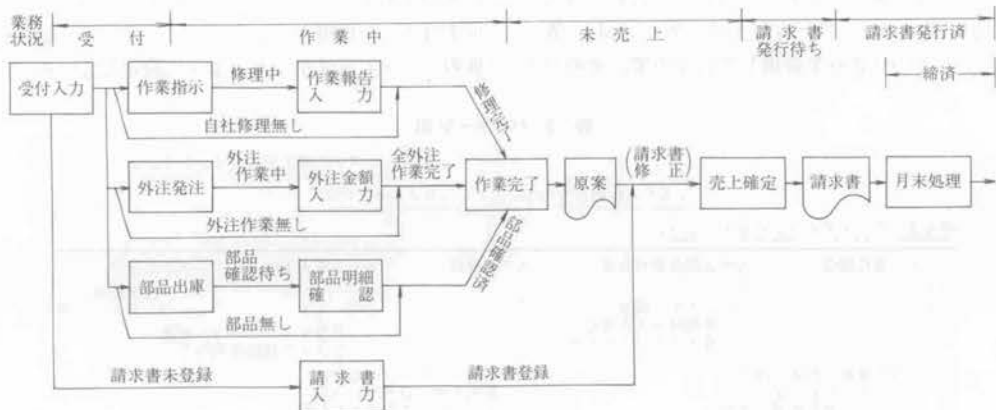 業務
状況
受付
作業中
未売上
請求書
発行待ち
請求書発行済
締済
受付入力
作業指示
修理中
作業報告
入力
自社修理無し
修理完了
外注発注
外注
作業中
外注金額
入力
全外注
作業完了
外注作業無し
作業完了
原案
(請求書
修正)
売上確定
請求書
月末処理
部品出庫
部品
確認待ち
部品明細
確認
部品無し
部品確認済
請求書未登録
請求書
入力
請求書登録